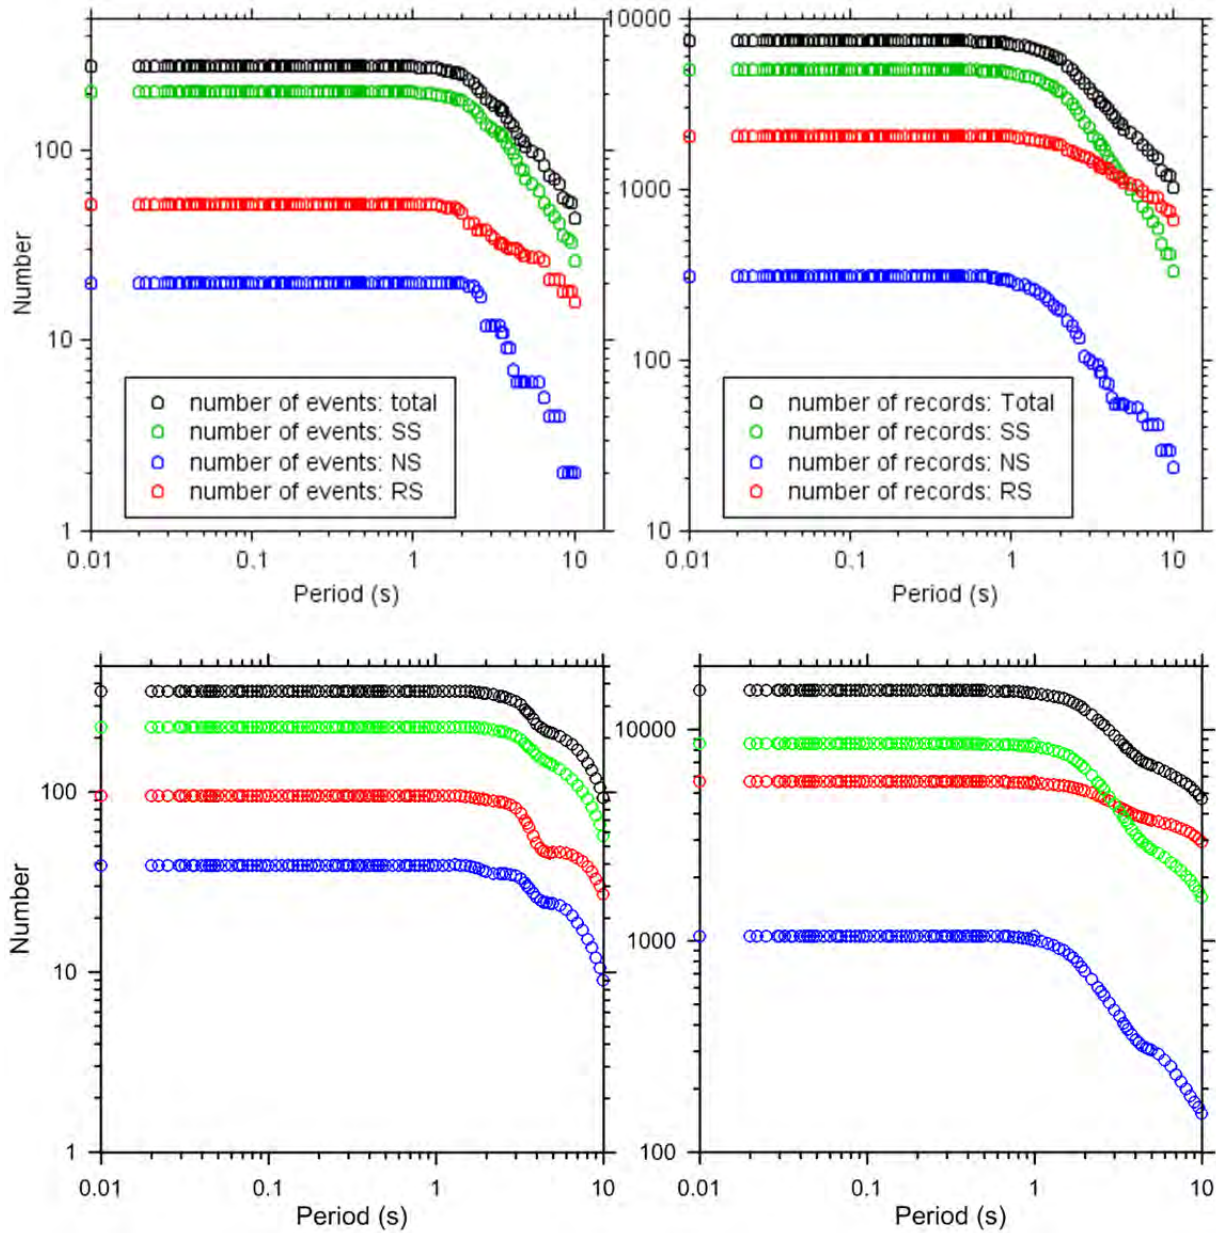 10000
100
1000
Number
10
100
number of events: total
number of events: SS
number of events: NS
number of events: RS
number of records: Total
number of records: SS
number of records: NS
number of records: RS
1
10
0.01 0.1 1 10
0.01 0.1 1 10
Period (s)
Period (s)
10000
100
Number
1000
10
1
100
0.01 0.1 1 10
0.01 0.1 1 10
Period (s)
Period (s)